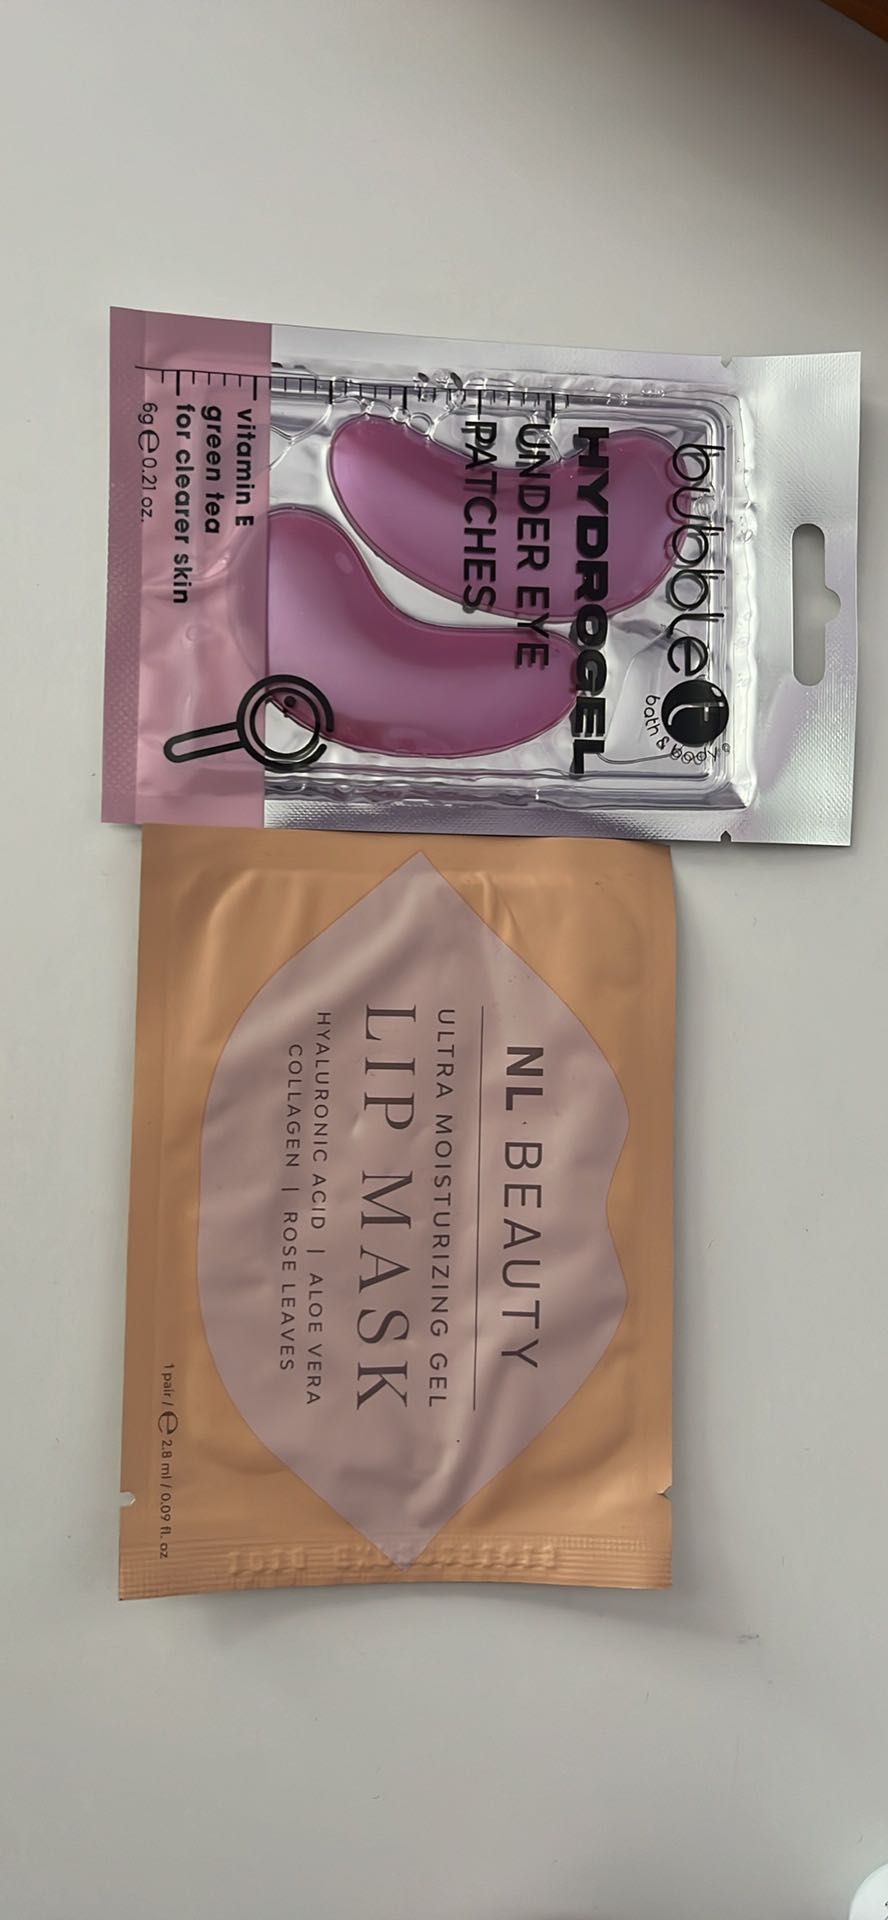 bubble t
bath & body
HYDROGEL
UNDER EYE
PATCHES
vitamin E
green tea
for clearer skin
6g ℮ 0.21 oz.
NL BEAUTY
ULTRA MOISTURIZING GEL
LIP MASK
HYALURONIC ACID | ALOE VERA
COLLAGEN | ROSE LEAVES
1 pair / ℮ 2.8 ml / 0.09 fl. oz